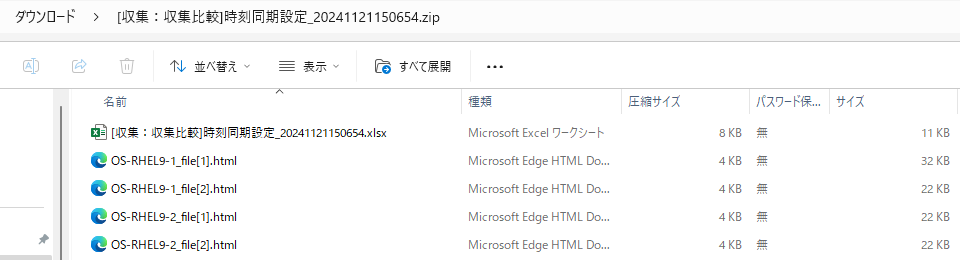 ダウンロード > [収集：収集比較]時刻同期設定_20241121150654.zip
並べ替え 表示 すべて展開 ...
名前 種類 圧縮サイズ パスワード保... サイズ
[収集：収集比較]時刻同期設定_20241121150654.xlsx Microsoft Excel ワークシート 8 KB 無 11 KB
OS-RHEL9-1_file[1].html Microsoft Edge HTML Do... 4 KB 無 32 KB
OS-RHEL9-1_file[2].html Microsoft Edge HTML Do... 4 KB 無 22 KB
OS-RHEL9-2_file[1].html Microsoft Edge HTML Do... 4 KB 無 22 KB
OS-RHEL9-2_file[2].html Microsoft Edge HTML Do... 4 KB 無 22 KB